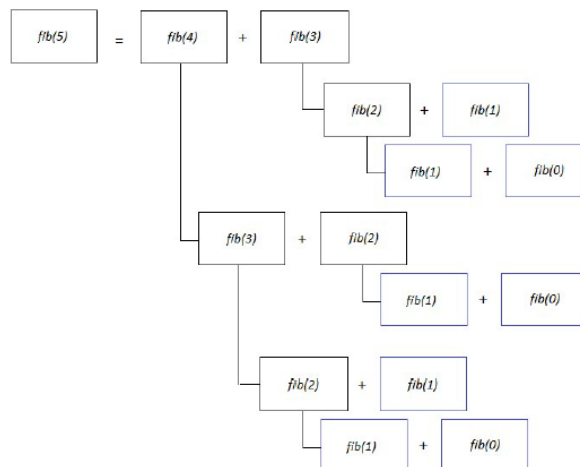 fib(5) = fib(4) + fib(3)
fib(2) + fib(1)
fib(1) + fib(0)
fib(3) + fib(2)
fib(1) + fib(0)
fib(2) + fib(1)
fib(1) + fib(0)